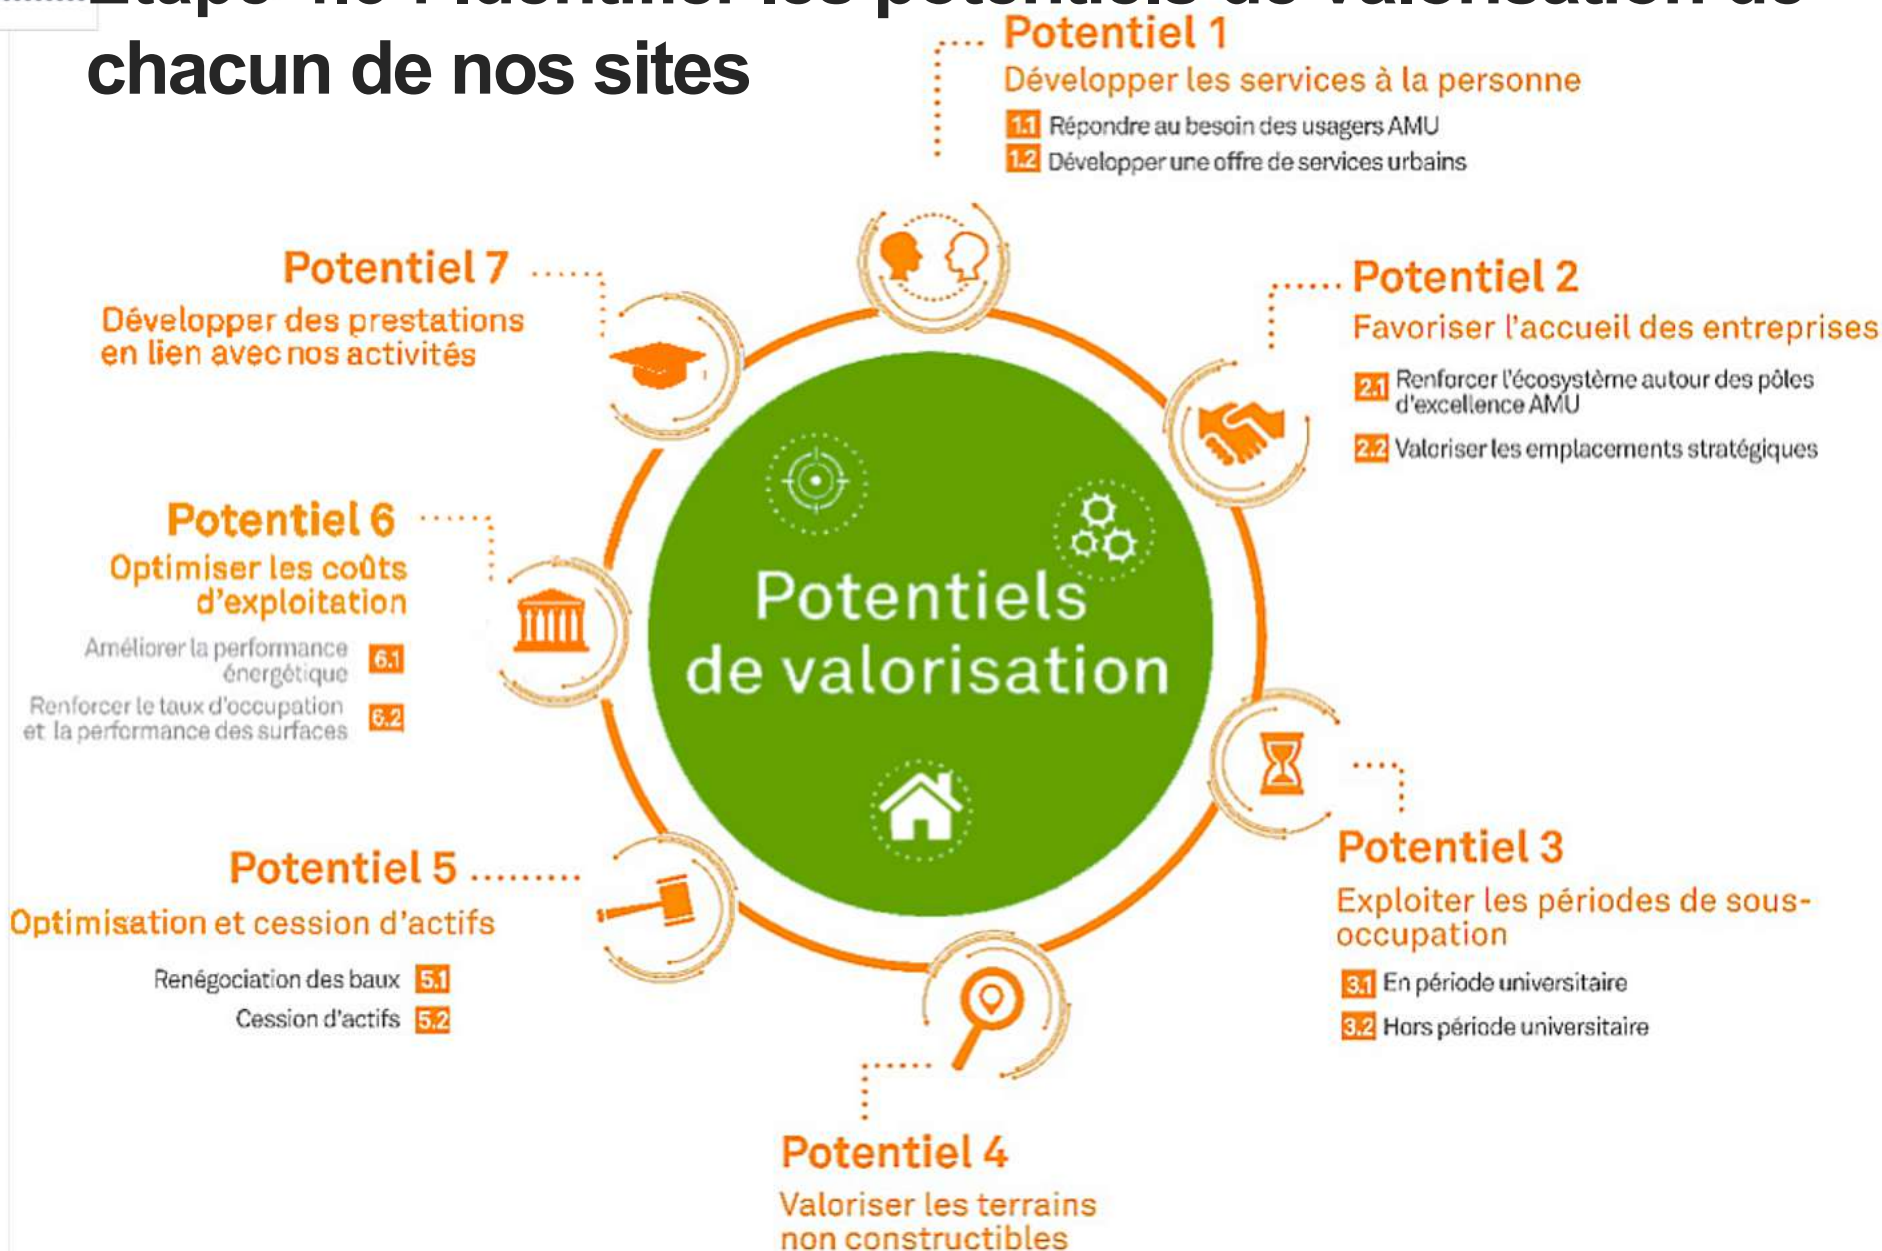 potentiels de valorisation de
chacun de nos sites
Potentiel 1
Développer les services à la personne
1.1 Répondre au besoin des usagers AMU
1.2 Développer une offre de services urbains
Potentiel 2
Favoriser l'accueil des entreprises
2.1 Renforcer l'écosystème autour des pôles
d'excellence AMU
2.2 Valoriser les emplacements stratégiques
Potentiel 3
Exploiter les périodes de sous-
occupation
3.1 En période universitaire
3.2 Hors période universitaire
Potentiel 4
Valoriser les terrains
non constructibles
Potentiel 5
Optimisation et cession d'actifs
Renégociation des baux 5.1
Cession d'actifs 5.2
Potentiel 6
Optimiser les coûts
d'exploitation
Améliorer la performance 6.1
énergétique
Renforcer le taux d'occupation 6.2
et la performance des surfaces
Potentiel 7
Développer des prestations
en lien avec nos activités
Potentiels
de valorisation